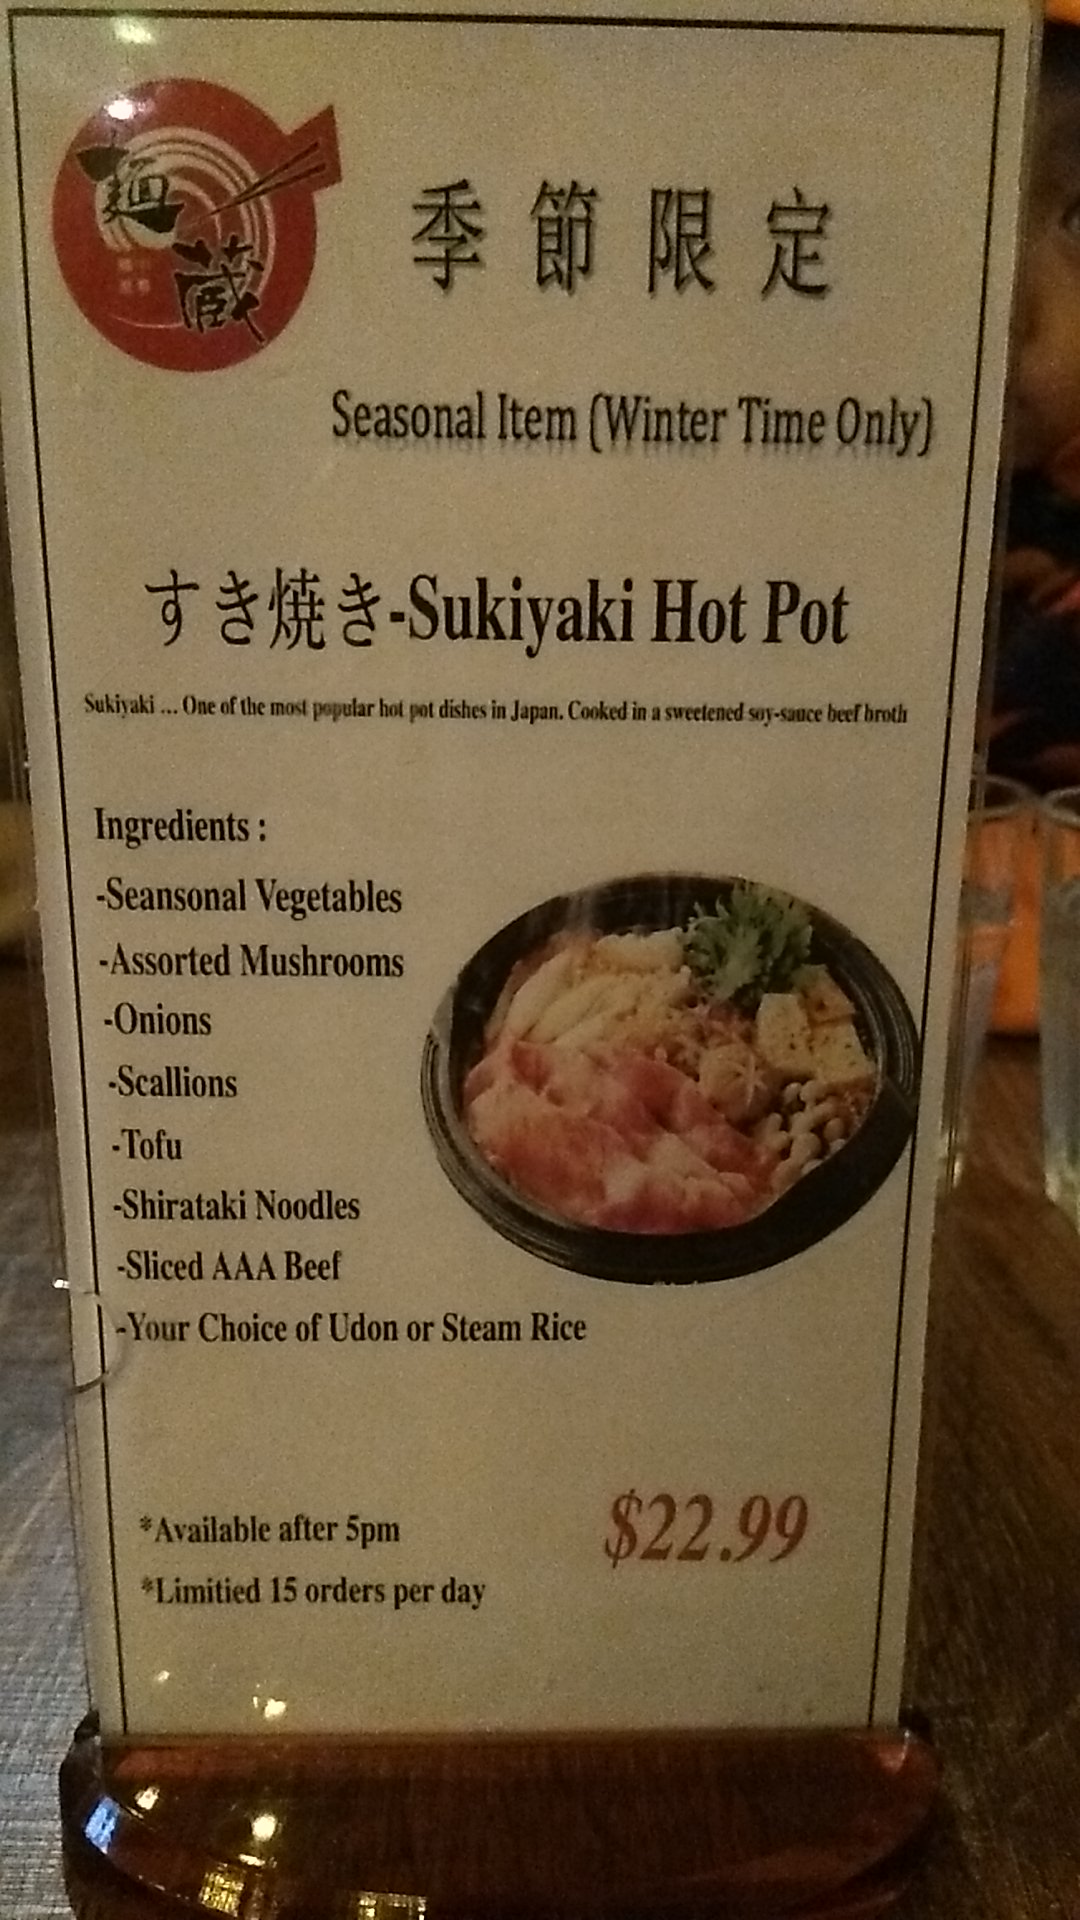 麺
蔵
季節限定
Seasonal Item (Winter Time Only)
すき焼き-Sukiyaki Hot Pot
Sukiyaki ... One of the most popular hot pot dishes in Japan. Cooked in a sweetened soy-sauce beef broth
Ingredients :
-Seansonal Vegetables
-Assorted Mushrooms
-Onions
-Scallions
-Tofu
-Shirataki Noodles
-Sliced AAA Beef
-Your Choice of Udon or Steam Rice
*Available after 5pm
$22.99
*Limitied 15 orders per day